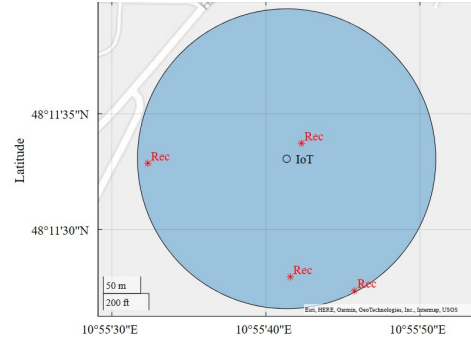 48°11'35"N
Rec
Rec
IoT
Latitude
48°11'30"N
Rec
Rec
50 m
200 ft
Esri, HERE, Garmin, GeoTechnologies, Inc., Intermap, USGS
10°55'30"E
10°55'40"E
10°55'50"E